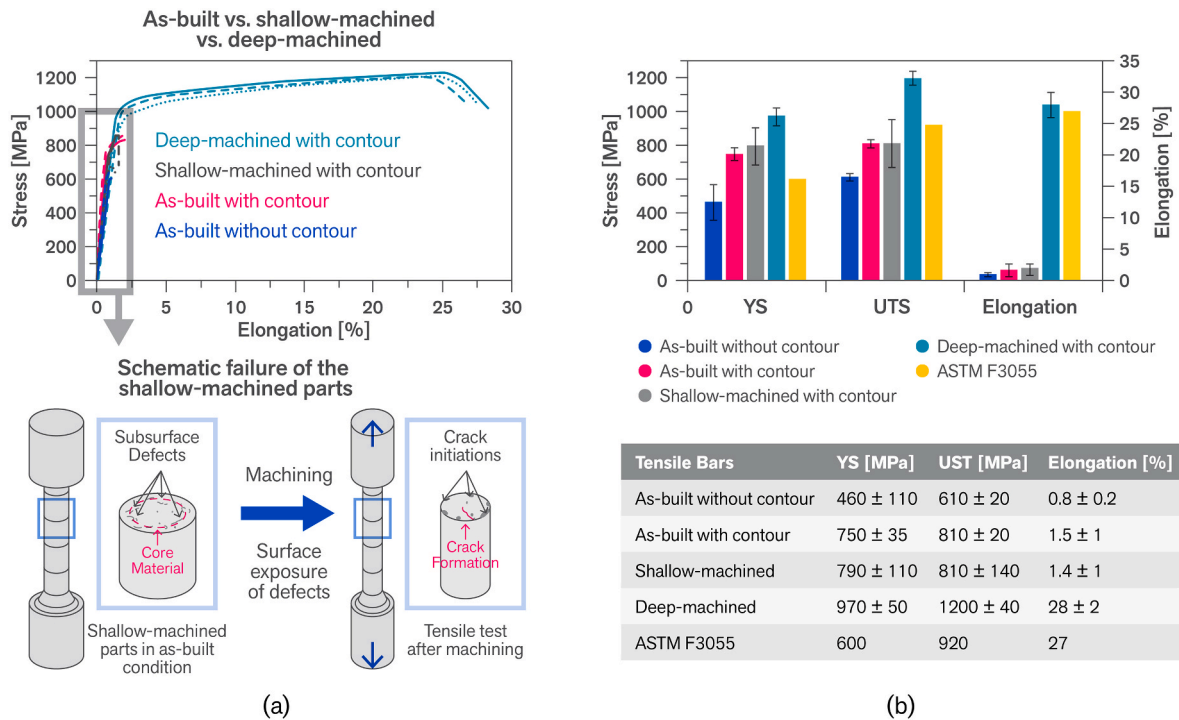 As-built vs. shallow-machined
vs. deep-machined
Stress [MPa]
1200
1000
800
600
400
200
0
Deep-machined with contour
Shallow-machined with contour
As-built with contour
As-built without contour
0 5 10 15 20 25 30
Elongation [%]
Schematic failure of the
shallow-machined parts
Subsurface
Defects
Core
Material
Shallow-machined
parts in as-built
condition
Machining
Surface
exposure
of defects
Crack
initiations
Crack
Formation
Tensile test
after machining
(a)
Stress [MPa]
1200
1000
800
600
400
200
0
Elongation [%]
35
30
25
20
15
10
5
0
0 YS UTS Elongation
As-built without contour
As-built with contour
Shallow-machined with contour
Deep-machined with contour
ASTM F3055
Tensile Bars YS [MPa] UST [MPa] Elongation [%]
As-built without contour 460 ± 110 610 ± 20 0.8 ± 0.2
As-built with contour 750 ± 35 810 ± 20 1.5 ± 1
Shallow-machined 790 ± 110 810 ± 140 1.4 ± 1
Deep-machined 970 ± 50 1200 ± 40 28 ± 2
ASTM F3055 600 920 27
(b)